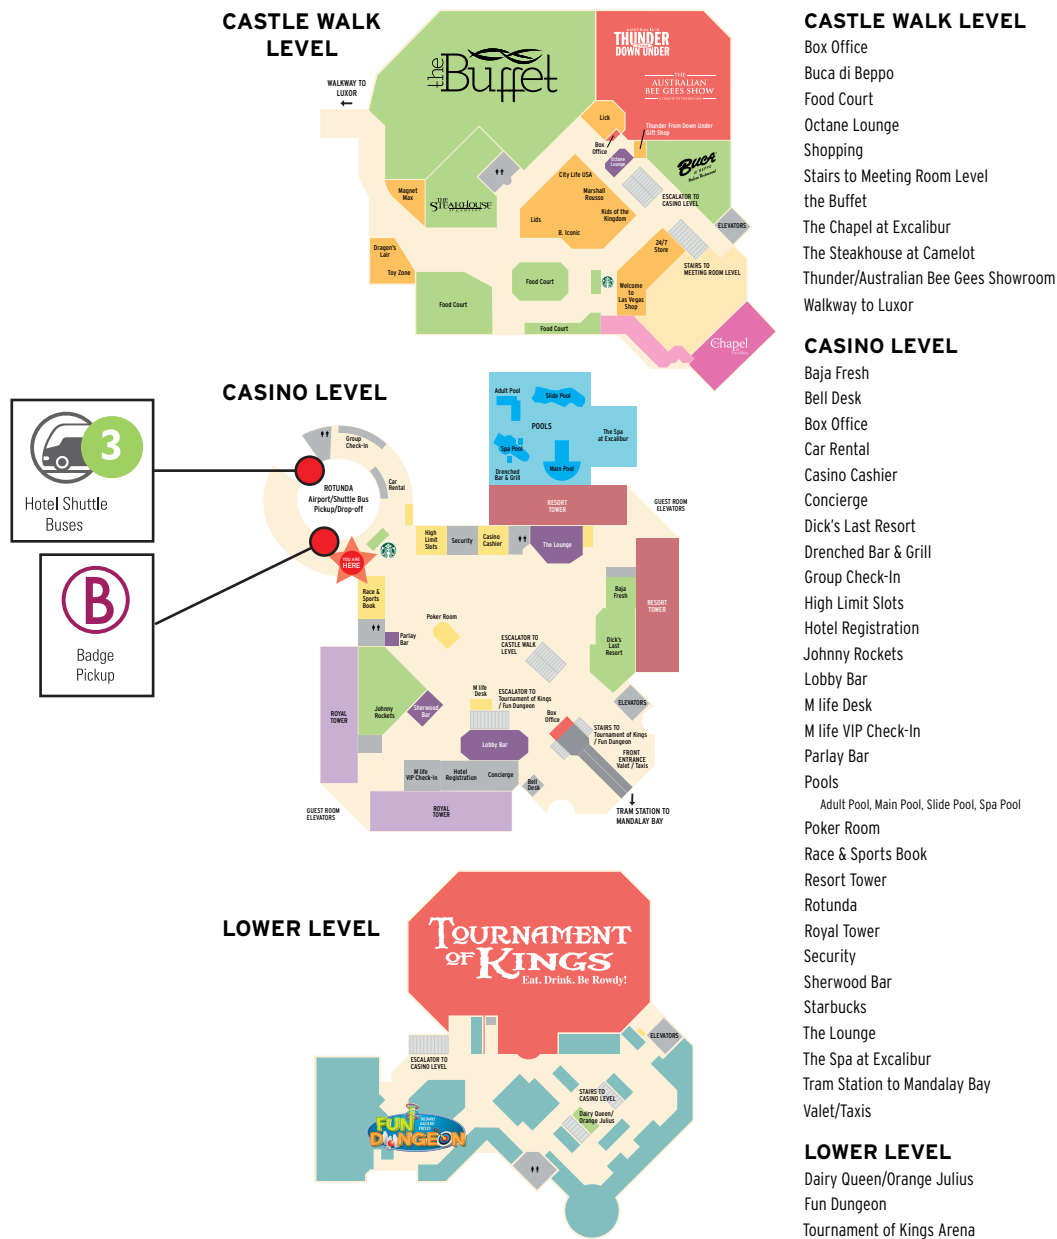 CASTLE WALK
LEVEL
WALKWAY TO
LUXOR
the Buffet
THUNDER
FROM
DOWN UNDER
THE
AUSTRALIAN
BEE GEES SHOW
Lick
Thunder From Down Under
Gift Shop
Box
Office
Octane
Lounge
BUCA
di BEPPO
City Life USA
Marshall
Rousso
Kids of the
Kingdom
Lids
B. Iconic
ESCALATOR TO
CASINO LEVEL
ELEVATORS
Magnet
Max
THE
STEAKHOUSE
AT CAMELOT
24/7
Store
STAIRS TO
MEETING ROOM LEVEL
Dragon's
Lair
Toy Zone
Food Court
Food Court
Welcome
to
Las Vegas
Shop
Food Court
Chapel
CASINO LEVEL
3
Hotel Shuttle
Buses
B
Badge
Pickup
Group
Check-In
Car
Rental
ROTUNDA
Airport/Shuttle Bus
Pickup/Drop-off
YOU ARE
HERE
Adult Pool
Slide Pool
POOLS
The Spa
at Excalibur
Spa Pool
Main Pool
Drenched
Bar & Grill
RESORT
TOWER
GUEST ROOM
ELEVATORS
High
Limit
Slots
Security
Casino
Cashier
The Lounge
Baja
Fresh
RESORT
TOWER
Race &
Sports
Book
Poker Room
Parlay
Bar
ESCALATOR TO
CASTLE WALK
LEVEL
Dick's
Last
Resort
ROYAL
TOWER
Johnny
Rockets
Sherwood
Bar
M life
Desk
ESCALATOR TO
Tournament of Kings
/ Fun Dungeon
Box
Office
ELEVATORS
STAIRS TO
Tournament of Kings
/ Fun Dungeon
Lobby Bar
FRONT
ENTRANCE
Valet / Taxis
M life
VIP Check-In
Hotel
Registration
Concierge
Bell
Desk
GUEST ROOM
ELEVATORS
ROYAL
TOWER
TRAM STATION TO
MANDALAY BAY
LOWER LEVEL
TOURNAMENT
OF KINGS
Eat. Drink. Be Rowdy!
ELEVATORS
ESCALATOR TO
CASINO LEVEL
STAIRS TO
CASINO LEVEL
Dairy Queen/
Orange Julius
FUN
DUNGEON
CASTLE WALK LEVEL
Box Office
Buca di Beppo
Food Court
Octane Lounge
Shopping
Stairs to Meeting Room Level
the Buffet
The Chapel at Excalibur
The Steakhouse at Camelot
Thunder/Australian Bee Gees Showroom
Walkway to Luxor
CASINO LEVEL
Baja Fresh
Bell Desk
Box Office
Car Rental
Casino Cashier
Concierge
Dick's Last Resort
Drenched Bar & Grill
Group Check-In
High Limit Slots
Hotel Registration
Johnny Rockets
Lobby Bar
M life Desk
M life VIP Check-In
Parlay Bar
Pools
Adult Pool, Main Pool, Slide Pool, Spa Pool
Poker Room
Race & Sports Book
Resort Tower
Rotunda
Royal Tower
Security
Sherwood Bar
Starbucks
The Lounge
The Spa at Excalibur
Tram Station to Mandalay Bay
Valet/Taxis
LOWER LEVEL
Dairy Queen/Orange Julius
Fun Dungeon
Tournament of Kings Arena